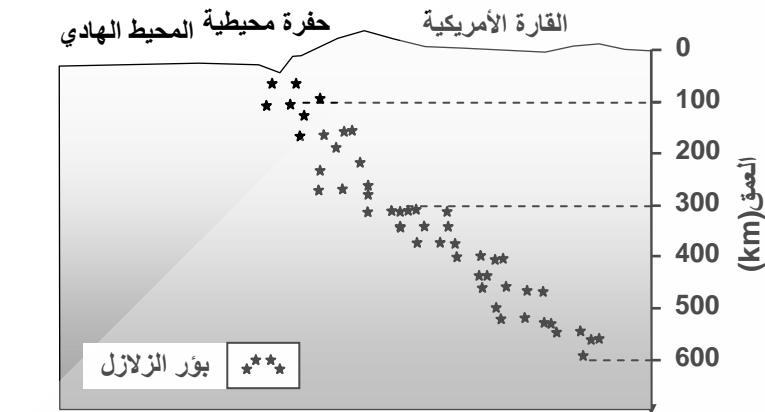 القارة الأمريكية
حفرة محيطية
المحيط الهادي
0
100
200
300
400
500
600
العمق(km)
بؤر الزلازل